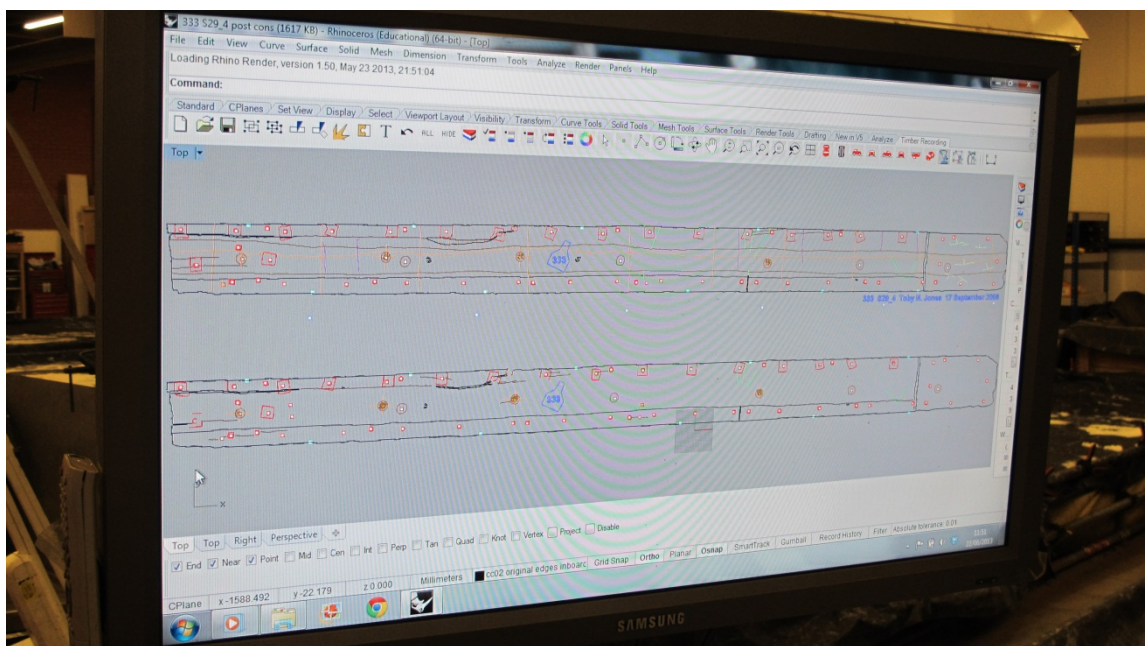 333 S29_4 post cons (1617 KB) - Rhinoceros (Educational) (64-bit) - [Top]
File Edit View Curve Surface Solid Mesh Dimension Transform Tools Analyze Render Panels Help
Loading Rhino Render, version 1.50, May 23 2013, 21:51:04
Command:
Standard CPlanes Set View Display Select Viewport Layout Visibility Transform Curve Tools Solid Tools Mesh Tools Surface Tools Render Tools Drafting New in V5 Analyze Timber Recording
ALL HIDE
Top
333
333 S29_4 Toby N. Jones 17 September 2008
333
x
Top Top Right Perspective
End Near Point Mid Cen Int Perp Tan Quad Knot Vertex Project Disable
CPlane x -1588.492 y -22.179 z 0.000 Millimeters cc02 original edges inboarc Grid Snap Ortho Planar Osnap SmartTrack Gumball Record History Filter Absolute tolerance: 0.01
SAMSUNG